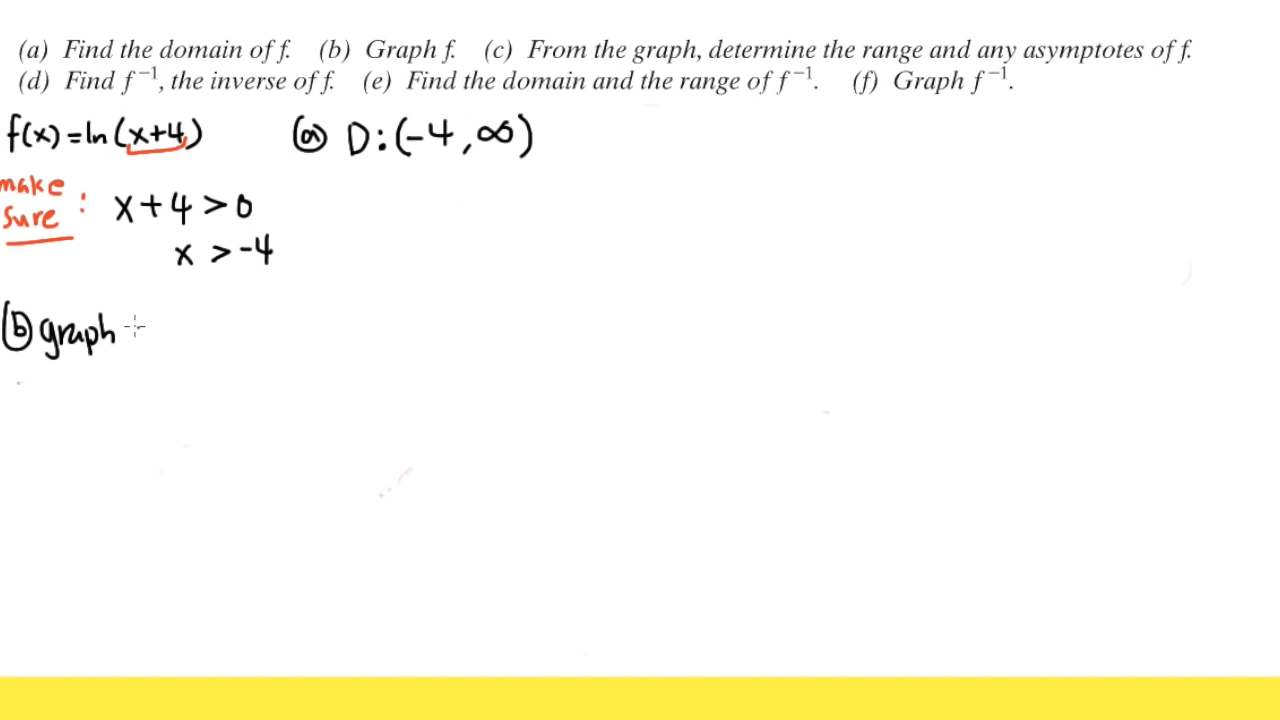 (a) Find the domain of f. (b) Graph f. (c) From the graph, determine the range and any asymptotes of f.
(d) Find f⁻¹, the inverse of f. (e) Find the domain and the range of f⁻¹. (f) Graph f⁻¹.
f(x) = ln (x+4) (a) D: (-4, ∞)
make sure : x+4 > 0
x > -4
(b) graph